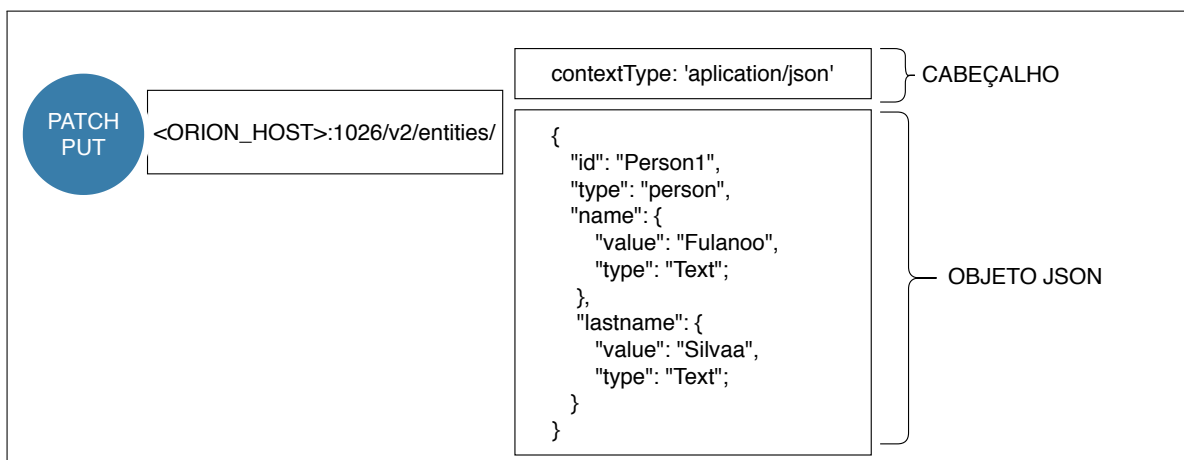 PATCH
PUT
<ORION_HOST>:1026/v2/entities/
contextType: 'aplication/json'
CABEÇALHO
{
"id": "Person1",
"type": "person",
"name": {
"value": "Fulanoo",
"type": "Text";
},
"lastname": {
"value": "Silvaa",
"type": "Text";
}
}
OBJETO JSON